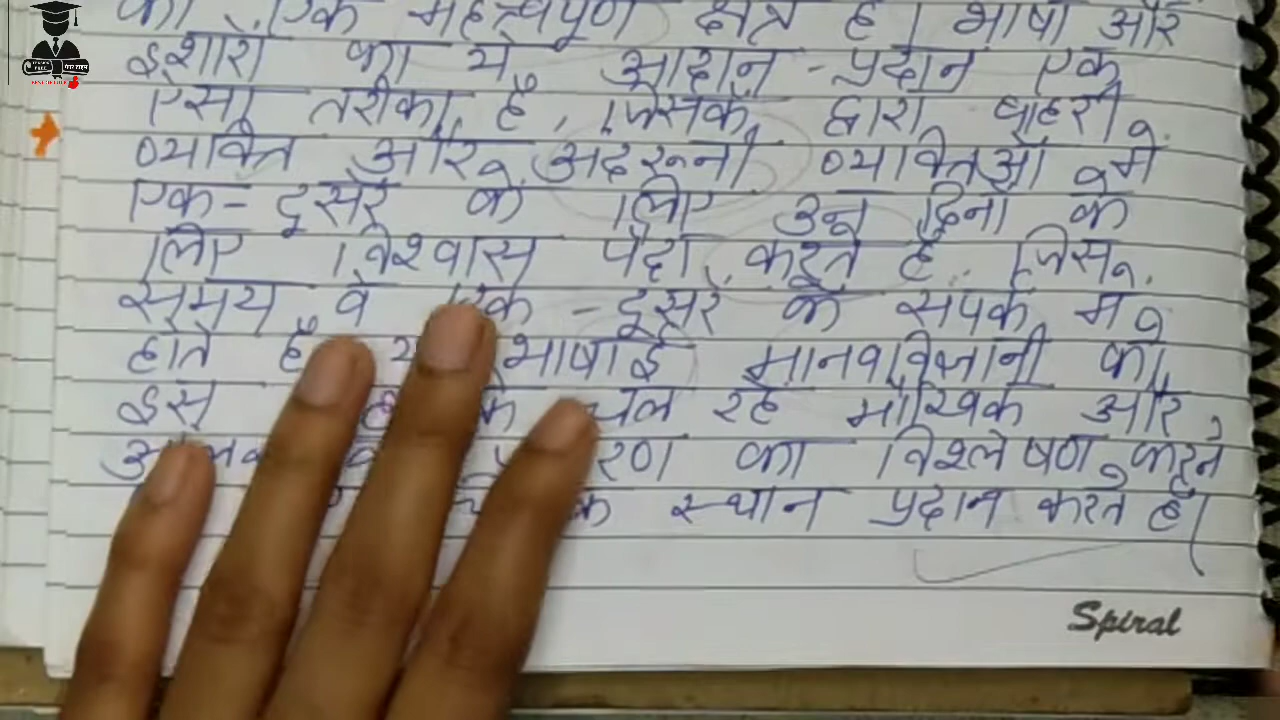 का एक महत्वपूर्ण क्षेत्र है। भाषा और
इशारों का ये आदान-प्रदान एक
ऐसा तरीका है, जिसके द्वारा बाहरी
व्यक्ति और अंदरूनी व्यक्तिओं में
एक-दूसरे के लिए उन दिनों के
लिए विश्वास पैदा करते हैं जिस
समय वे एक-दूसरे के संपर्क में
होते हैं भाषाई मानवविज्ञानी को
इस के चल रहे मौखिक और
का विश्लेषण करने
स्थान प्रदान करते हैं।
Spiral